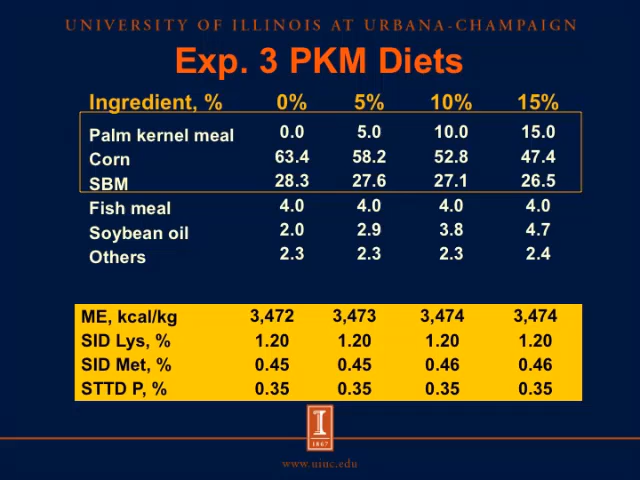 UNIVERSITY OF ILLINOIS AT URBANA-CHAMPAIGN
Exp. 3 PKM Diets
Ingredient, % 0% 5% 10% 15%
Palm kernel meal 0.0 5.0 10.0 15.0
Corn 63.4 58.2 52.8 47.4
SBM 28.3 27.6 27.1 26.5
Fish meal 4.0 4.0 4.0 4.0
Soybean oil 2.0 2.9 3.8 4.7
Others 2.3 2.3 2.3 2.4
ME, kcal/kg 3,472 3,473 3,474 3,474
SID Lys, % 1.20 1.20 1.20 1.20
SID Met, % 0.45 0.45 0.46 0.46
STTD P, % 0.35 0.35 0.35 0.35
I
1867
www.uiuc.edu